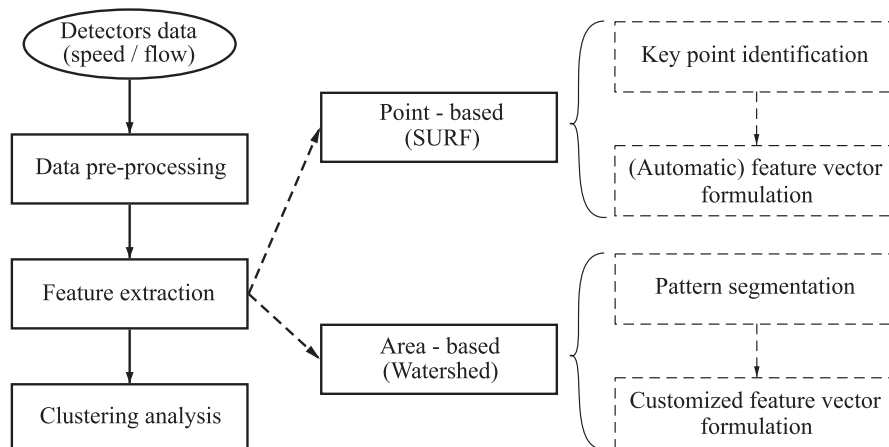 Detectors data
(speed / flow)
Data pre-processing
Feature extraction
Clustering analysis
Point - based
(SURF)
Area - based
(Watershed)
Key point identification
(Automatic) feature vector
formulation
Pattern segmentation
Customized feature vector
formulation